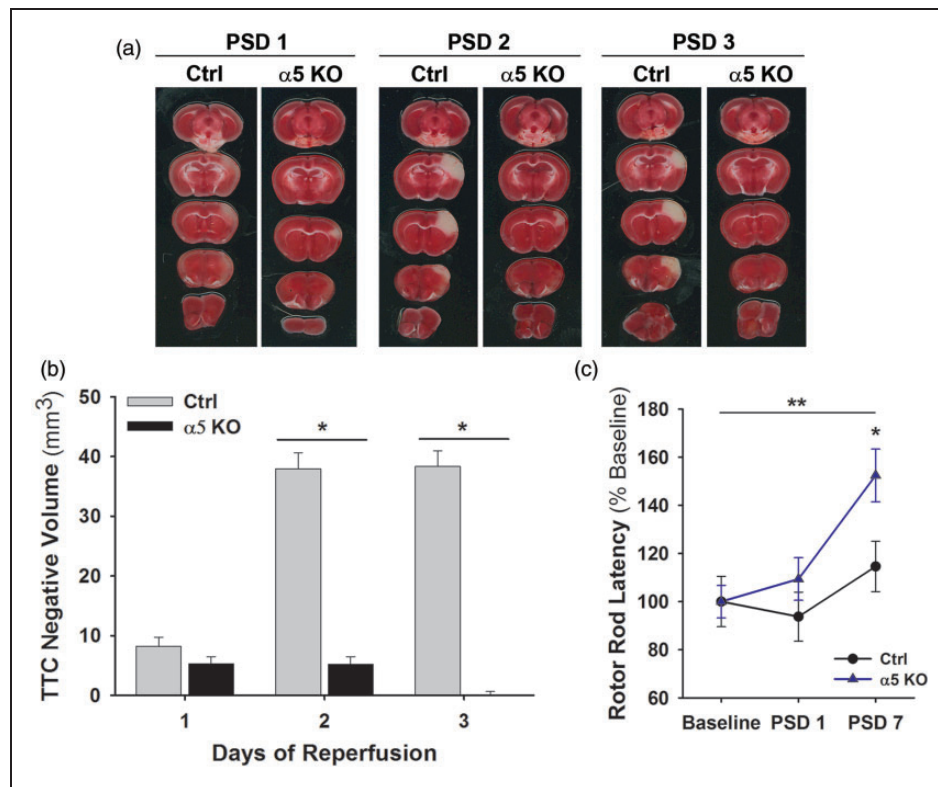 (a)
PSD 1 PSD 2 PSD 3
Ctrl α5 KO Ctrl α5 KO Ctrl α5 KO
(b)
TTC Negative Volume (mm³)
50
40
30
20
10
0
Ctrl
α5 KO
* *
1 2 3
Days of Reperfusion
(c)
Rotor Rod Latency (% Baseline)
180
160
140
120
100
80
60
**
*
Ctrl
α5 KO
Baseline PSD 1 PSD 7